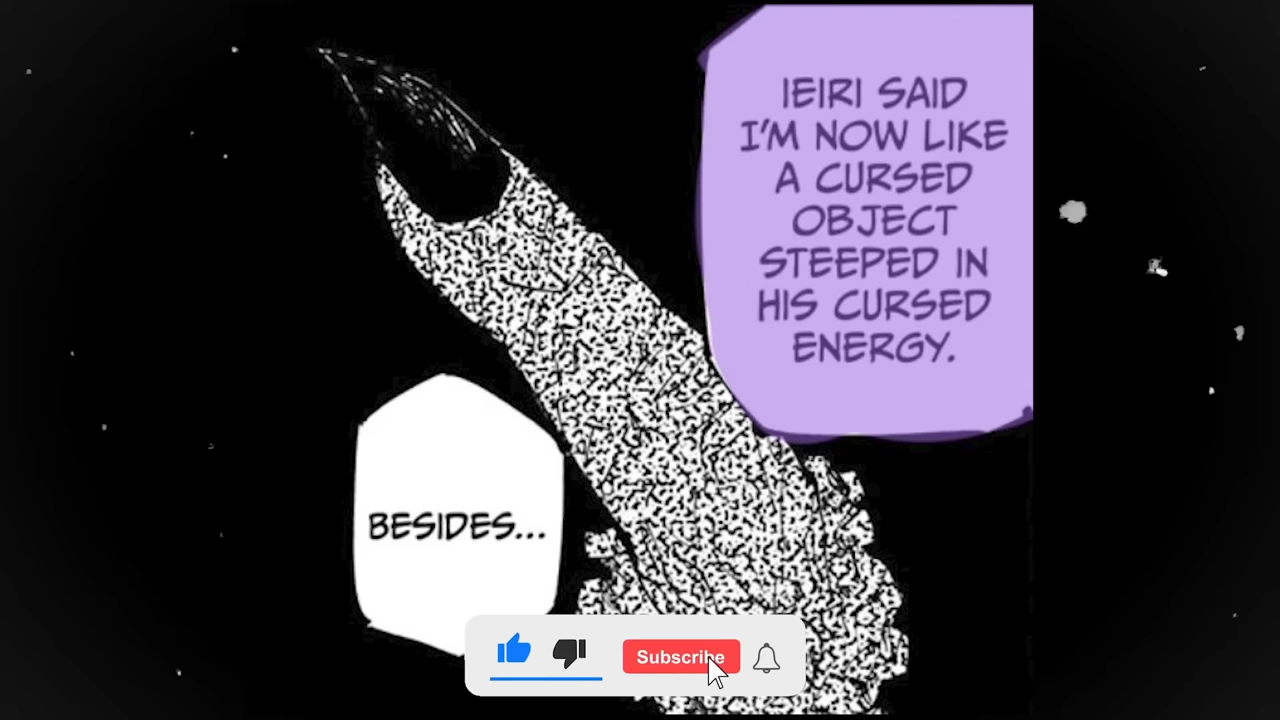 IEIRI SAID
I'M NOW LIKE
A CURSED
OBJECT
STEEPED IN
HIS CURSED
ENERGY.
BESIDES...
Subscribe